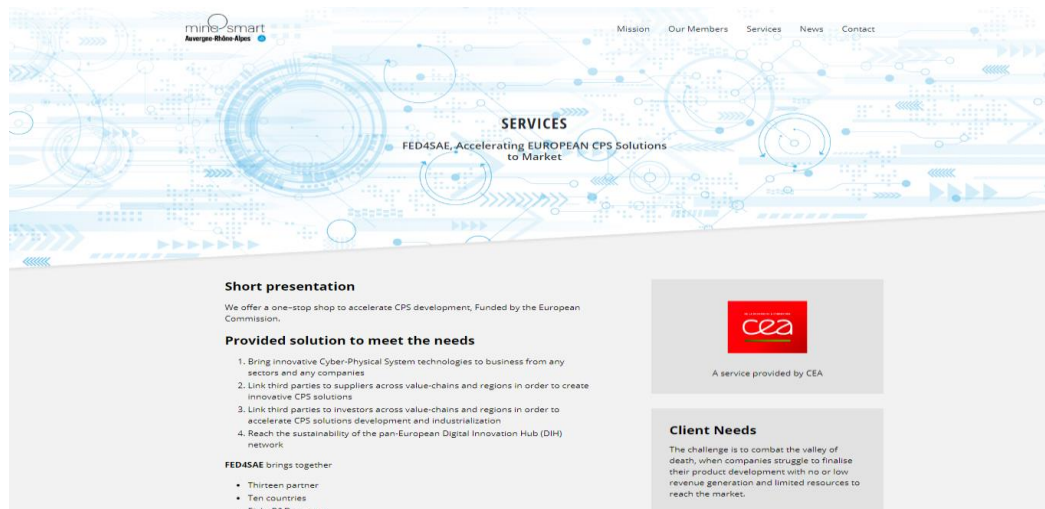 minasmart
Auvergne-Rhône-Alpes
Mission Our Members Services News Contact
SERVICES
FED4SAE, Accelerating EUROPEAN CPS Solutions
to Market
Short presentation
We offer a one–stop shop to accelerate CPS development, Funded by the European
Commission.
Provided solution to meet the needs
1. Bring innovative Cyber-Physical System technologies to business from any
sectors and any companies
2. Link third parties to suppliers across value-chains and regions in order to create
innovative CPS solutions
3. Link third parties to investors across value-chains and regions in order to
accelerate CPS solutions development and industrialization
4. Reach the sustainability of the pan-European Digital Innovation Hub (DIH)
network
FED4SAE brings together
• Thirteen partner
• Ten countries
cea
A service provided by CEA
Client Needs
The challenge is to combat the valley of
death, when companies struggle to finalise
their product development with no or low
revenue generation and limited resources to
reach the market.